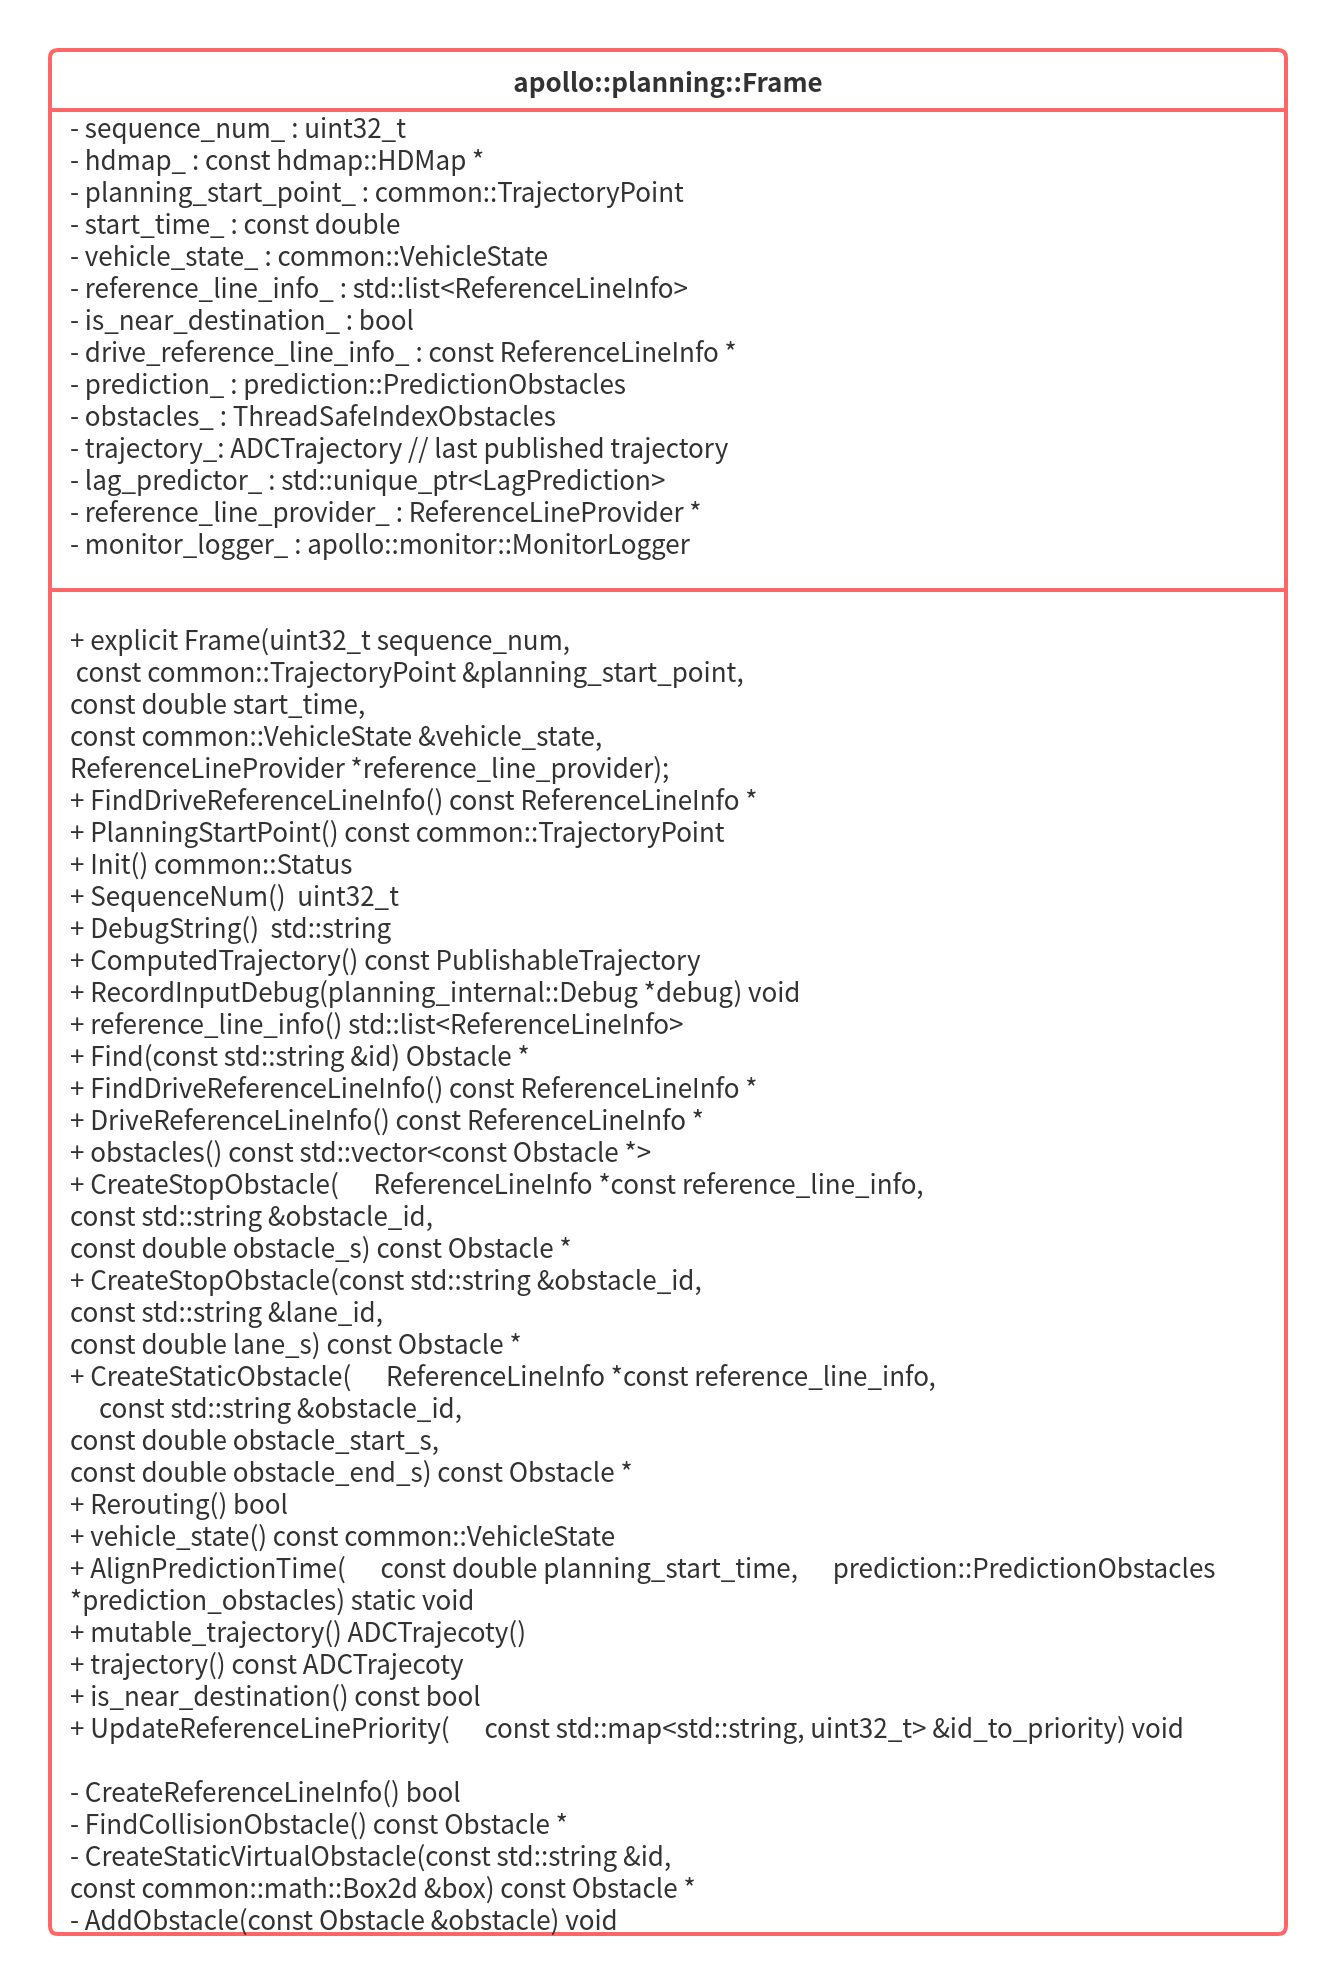 apollo::planning::Frame
- sequence_num_ : uint32_t
- hdmap_ : const hdmap::HDMap *
- planning_start_point_ : common::TrajectoryPoint
- start_time_ : const double
- vehicle_state_ : common::VehicleState
- reference_line_info_ : std::list<ReferenceLineInfo>
- is_near_destination_ : bool
- drive_reference_line_info_ : const ReferenceLineInfo *
- prediction_ : prediction::PredictionObstacles
- obstacles_ : ThreadSafeIndexObstacles
- trajectory_: ADCTrajectory // last published trajectory
- lag_predictor_ : std::unique_ptr<LagPrediction>
- reference_line_provider_ : ReferenceLineProvider *
- monitor_logger_ : apollo::monitor::MonitorLogger
+ explicit Frame(uint32_t sequence_num,
const common::TrajectoryPoint &planning_start_point,
const double start_time,
const common::VehicleState &vehicle_state,
ReferenceLineProvider *reference_line_provider);
+ FindDriveReferenceLineInfo() const ReferenceLineInfo *
+ PlanningStartPoint() const common::TrajectoryPoint
+ Init() common::Status
+ SequenceNum()  uint32_t
+ DebugString()  std::string
+ ComputedTrajectory() const PublishableTrajectory
+ RecordInputDebug(planning_internal::Debug *debug) void
+ reference_line_info() std::list<ReferenceLineInfo>
+ Find(const std::string &id) Obstacle *
+ FindDriveReferenceLineInfo() const ReferenceLineInfo *
+ DriveReferenceLineInfo() const ReferenceLineInfo *
+ obstacles() const std::vector<const Obstacle *>
+ CreateStopObstacle(      ReferenceLineInfo *const reference_line_info,
const std::string &obstacle_id,
const double obstacle_s) const Obstacle *
+ CreateStopObstacle(const std::string &obstacle_id,
const std::string &lane_id,
const double lane_s) const Obstacle *
+ CreateStaticObstacle(      ReferenceLineInfo *const reference_line_info,
const std::string &obstacle_id,
const double obstacle_start_s,
const double obstacle_end_s) const Obstacle *
+ Rerouting() bool
+ vehicle_state() const common::VehicleState
+ AlignPredictionTime(      const double planning_start_time,      prediction::PredictionObstacles
*prediction_obstacles) static void
+ mutable_trajectory() ADCTrajecoty()
+ trajectory() const ADCTrajecoty
+ is_near_destination() const bool
+ UpdateReferenceLinePriority(      const std::map<std::string, uint32_t> &id_to_priority) void
- CreateReferenceLineInfo() bool
- FindCollisionObstacle() const Obstacle *
- CreateStaticVirtualObstacle(const std::string &id,
const common::math::Box2d &box) const Obstacle *
- AddObstacle(const Obstacle &obstacle) void